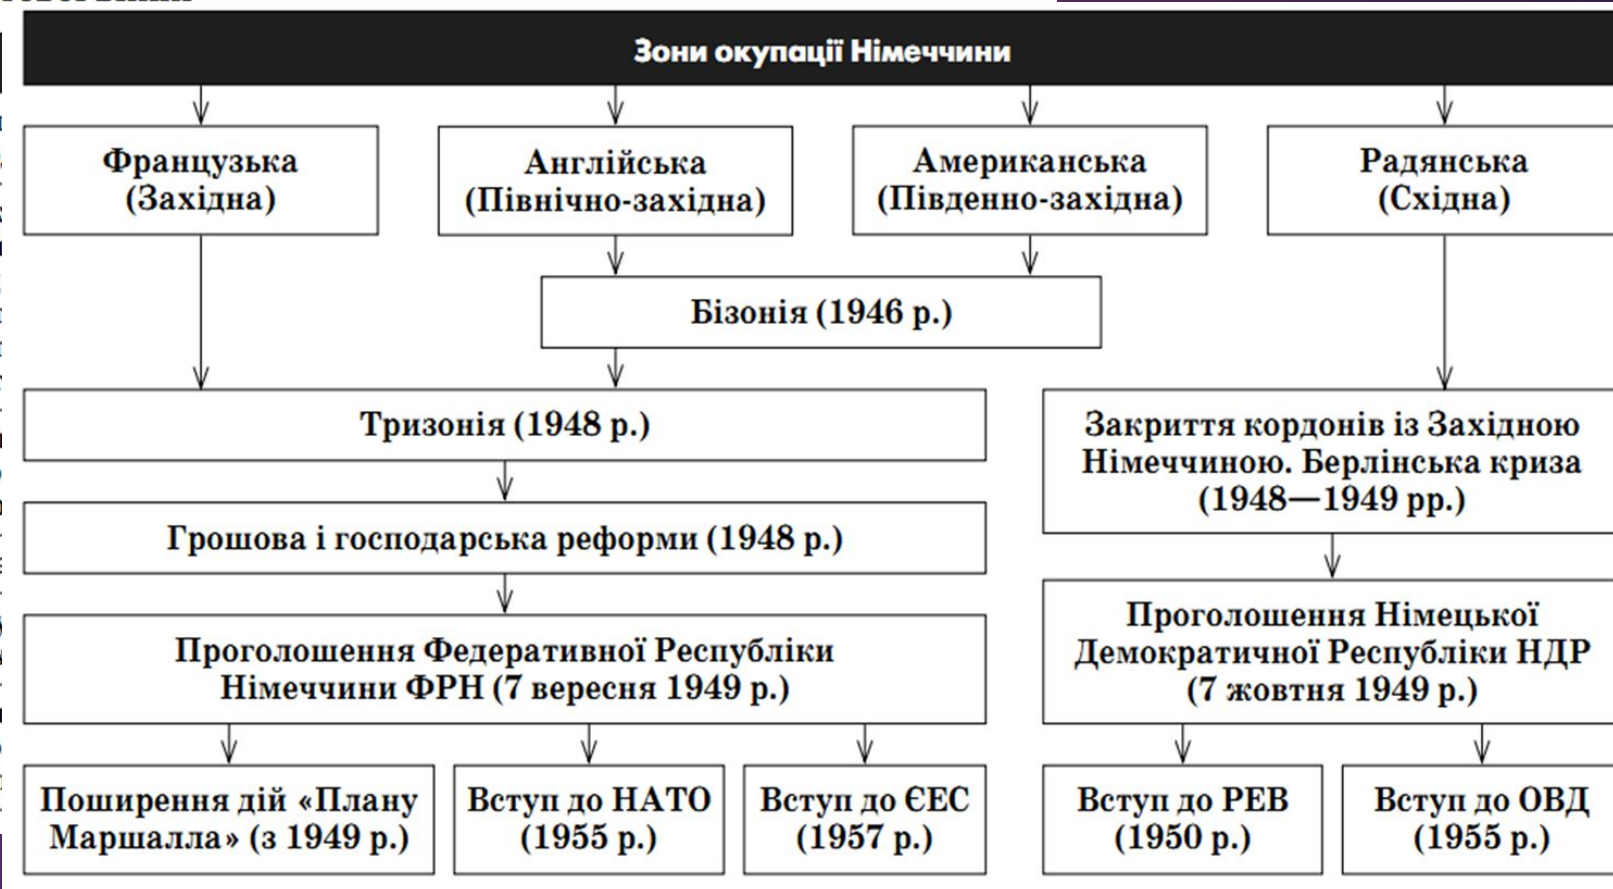 Зони окупації Німеччини
Французька
(Західна)
Англійська
(Північно-західна)
Американська
(Південно-західна)
Радянська
(Східна)
Бізонія (1946 р.)
Тризонія (1948 р.)
Закриття кордонів із Західною
Німеччиною. Берлінська криза
(1948—1949 рр.)
Грошова і господарська реформи (1948 р.)
Проголошення Федеративної Республіки
Німеччини ФРН (7 вересня 1949 р.)
Проголошення Німецької
Демократичної Республіки НДР
(7 жовтня 1949 р.)
Поширення дій «Плану
Маршалла» (з 1949 р.)
Вступ до НАТО
(1955 р.)
Вступ до ЄЕС
(1957 р.)
Вступ до РЕВ
(1950 р.)
Вступ до ОВД
(1955 р.)